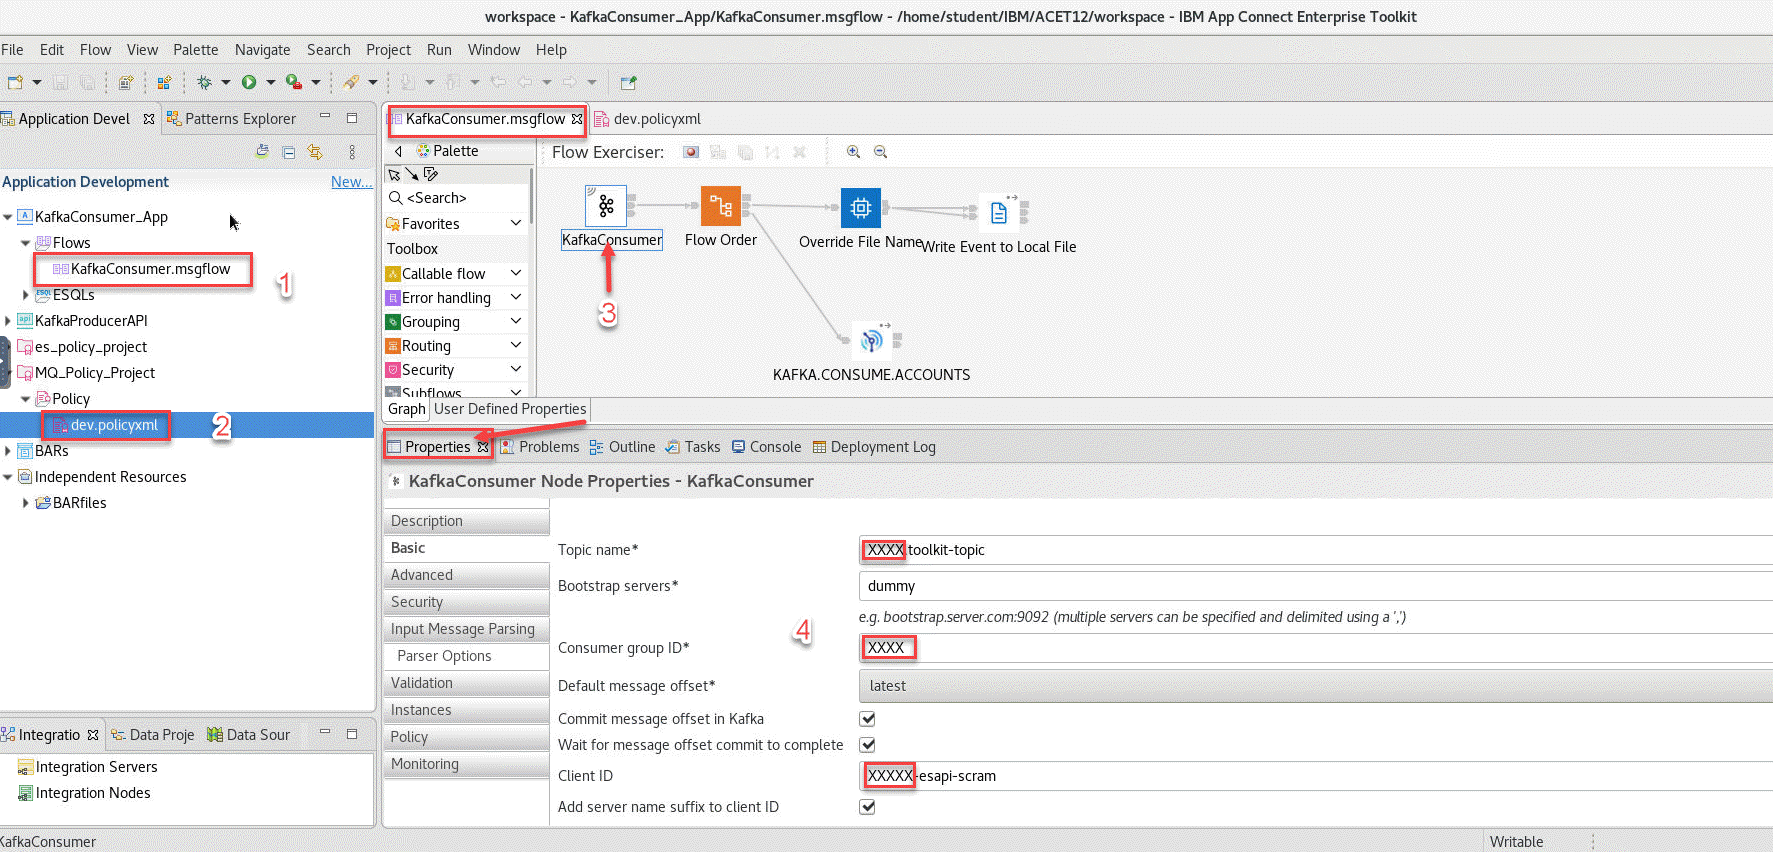 workspace - KafkaConsumer_App/KafkaConsumer.msgflow - /home/student/IBM/ACET12/workspace - IBM App Connect Enterprise Toolkit
File Edit Flow View Palette Navigate Search Project Run Window Help
Application Devel Patterns Explorer
Application Development New...
KafkaConsumer_App
Flows
KafkaConsumer.msgflow
1
ESQLs
KafkaProducerAPI
es_policy_project
MQ_Policy_Project
Policy
dev.policyxml
2
BARs
Independent Resources
BARfiles
Integratio Data Proje Data Sour
Integration Servers
Integration Nodes
KafkaConsumer.msgflow dev.policyxml
Palette
Flow Exerciser:
<Search>
Favorites
Toolbox
Callable flow
Error handling
Grouping
Routing
Security
Subflows
KafkaConsumer Flow Order Override File Name Write Event to Local File
3
KAFKA.CONSUME.ACCOUNTS
Graph User Defined Properties
Properties Problems Outline Tasks Console Deployment Log
KafkaConsumer Node Properties - KafkaConsumer
Description
Basic
Advanced
Security
Input Message Parsing
Parser Options
Validation
Instances
Policy
Monitoring
Topic name* XXXX.toolkit-topic
Bootstrap servers* dummy
e.g. bootstrap.server.com:9092 (multiple servers can be specified and delimited using a ',')
4
Consumer group ID* XXXX
Default message offset* latest
Commit message offset in Kafka
Wait for message offset commit to complete
Client ID XXXXX-esapi-scram
Add server name suffix to client ID
KafkaConsumer Writable